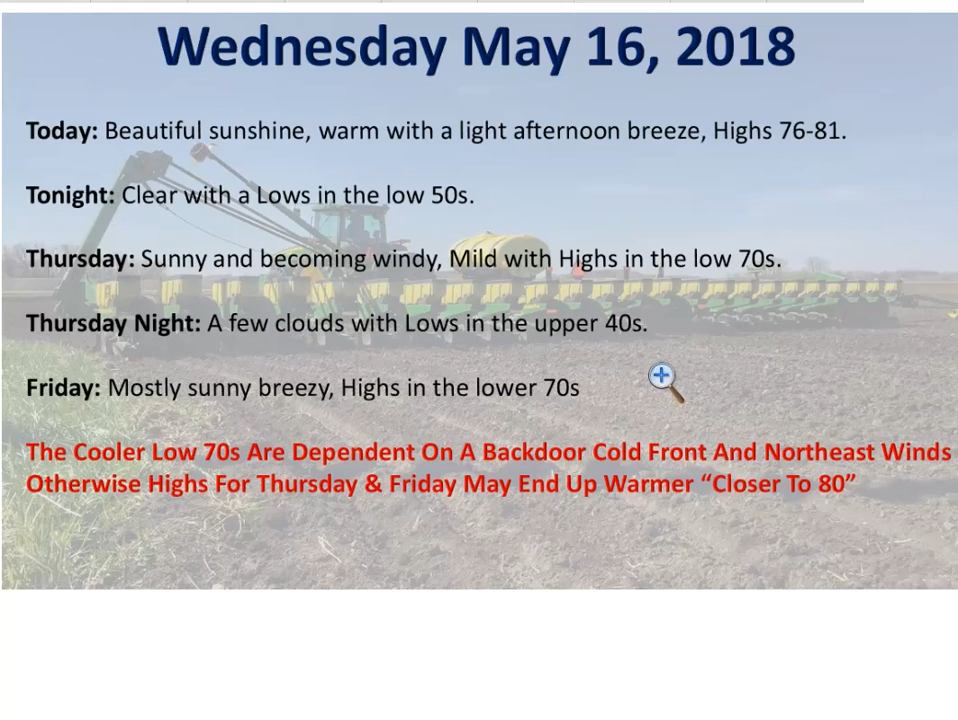 Wednesday May 16, 2018
Today: Beautiful sunshine, warm with a light afternoon breeze, Highs 76-81.
Tonight: Clear with a Lows in the low 50s.
Thursday: Sunny and becoming windy, Mild with Highs in the low 70s.
Thursday Night: A few clouds with Lows in the upper 40s.
Friday: Mostly sunny breezy, Highs in the lower 70s
The Cooler Low 70s Are Dependent On A Backdoor Cold Front And Northeast Winds
Otherwise Highs For Thursday & Friday May End Up Warmer “Closer To 80”